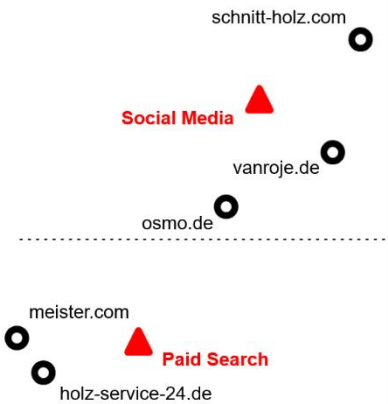 schnitt-holz.com
Social Media
vanroje.de
osmo.de
meister.com
Paid Search
holz-service-24.de